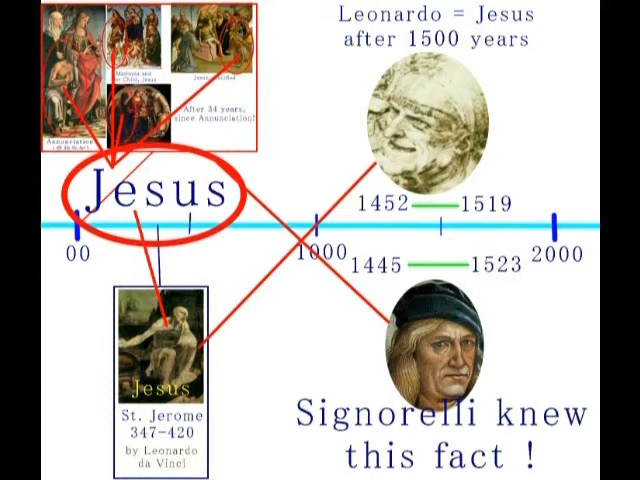 Leonardo = Jesus
after 1500 years
Madonna and
Child, Jesus
After 34 years,
since Annunciation!
Annunciation
Jesus
1452
1519
00
1000
2000
1445
1523
Jesus
St. Jerome
347-420
by Leonardo
da Vinci
Signorelli knew
this fact !